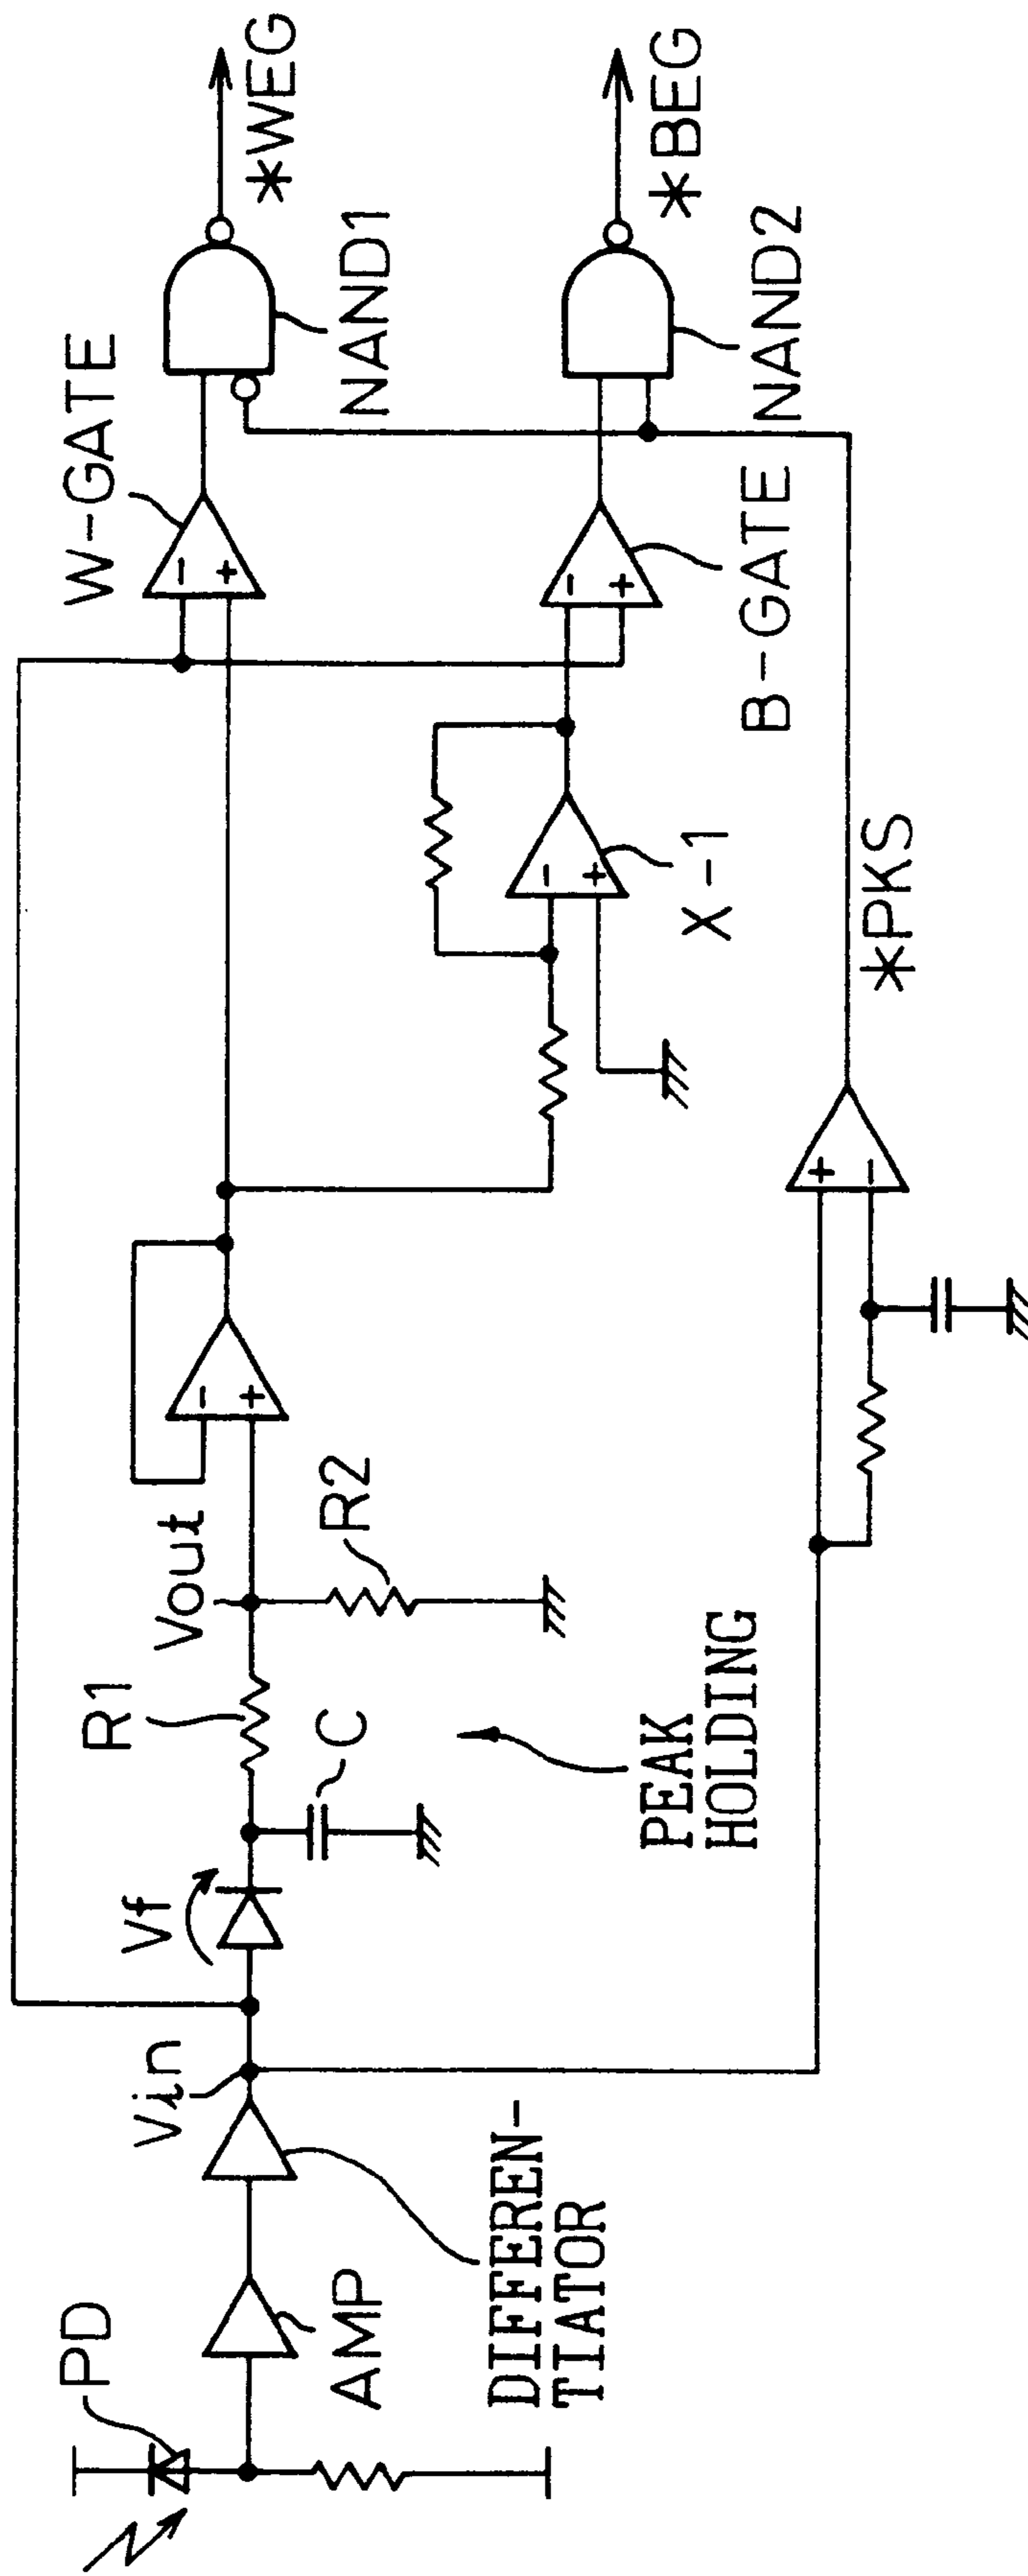 PD
AMP
DIFFEREN-
TIATOR
Vin
Vf
C
R1
PEAK
HOLDING
Vout
R2
-
+
+
-
*PKS
-
+
X-1
W-GATE
-
+
B-GATE
-
+
NAND1
NAND2
*WEG
*BEG